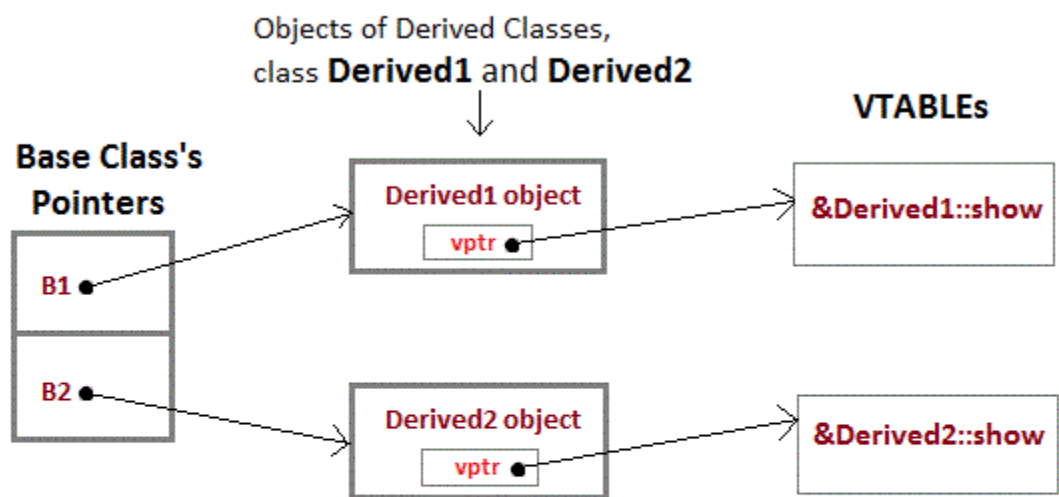 Objects of Derived Classes,
class Derived1 and Derived2
VTABLEs
Base Class's
Pointers
Derived1 object
vptr
&Derived1::show
B1
B2
Derived2 object
vptr
&Derived2::show